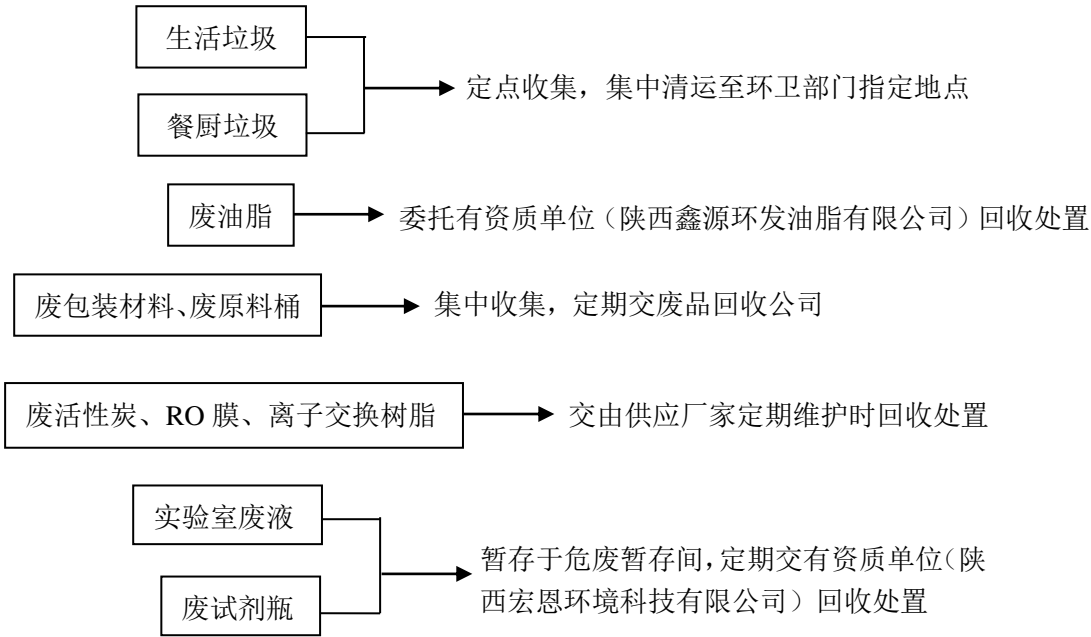 生活垃圾
餐厨垃圾
定点收集，集中清运至环卫部门指定地点
废油脂
委托有资质单位（陕西鑫源环发油脂有限公司）回收处置
废包装材料、废原料桶
集中收集，定期交废品回收公司
废活性炭、RO 膜、离子交换树脂
交由供应厂家定期维护时回收处置
实验室废液
废试剂瓶
暂存于危废暂存间，定期交有资质单位（陕
西宏恩环境科技有限公司）回收处置